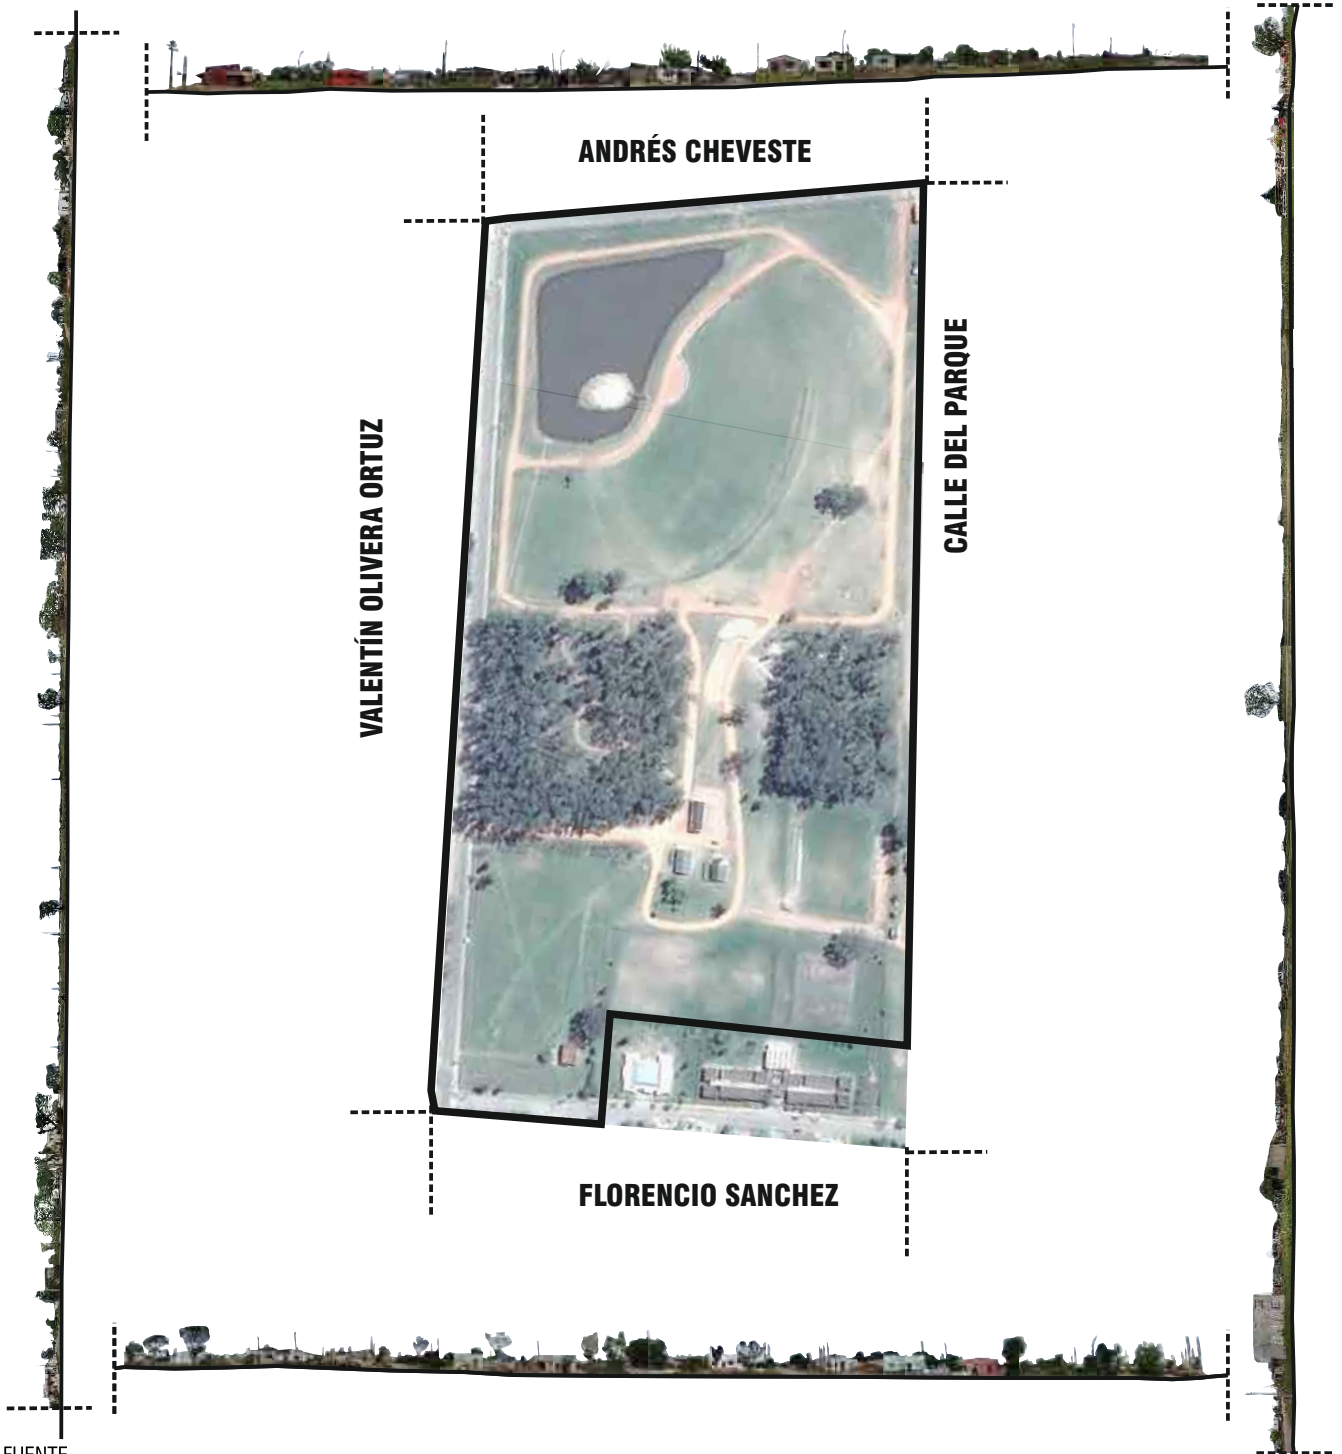 ANDRÉS CHEVESTE
VALENTÍN OLIVERA ORTUZ
CALLE DEL PARQUE
FLORENCIO SANCHEZ
FUENTE